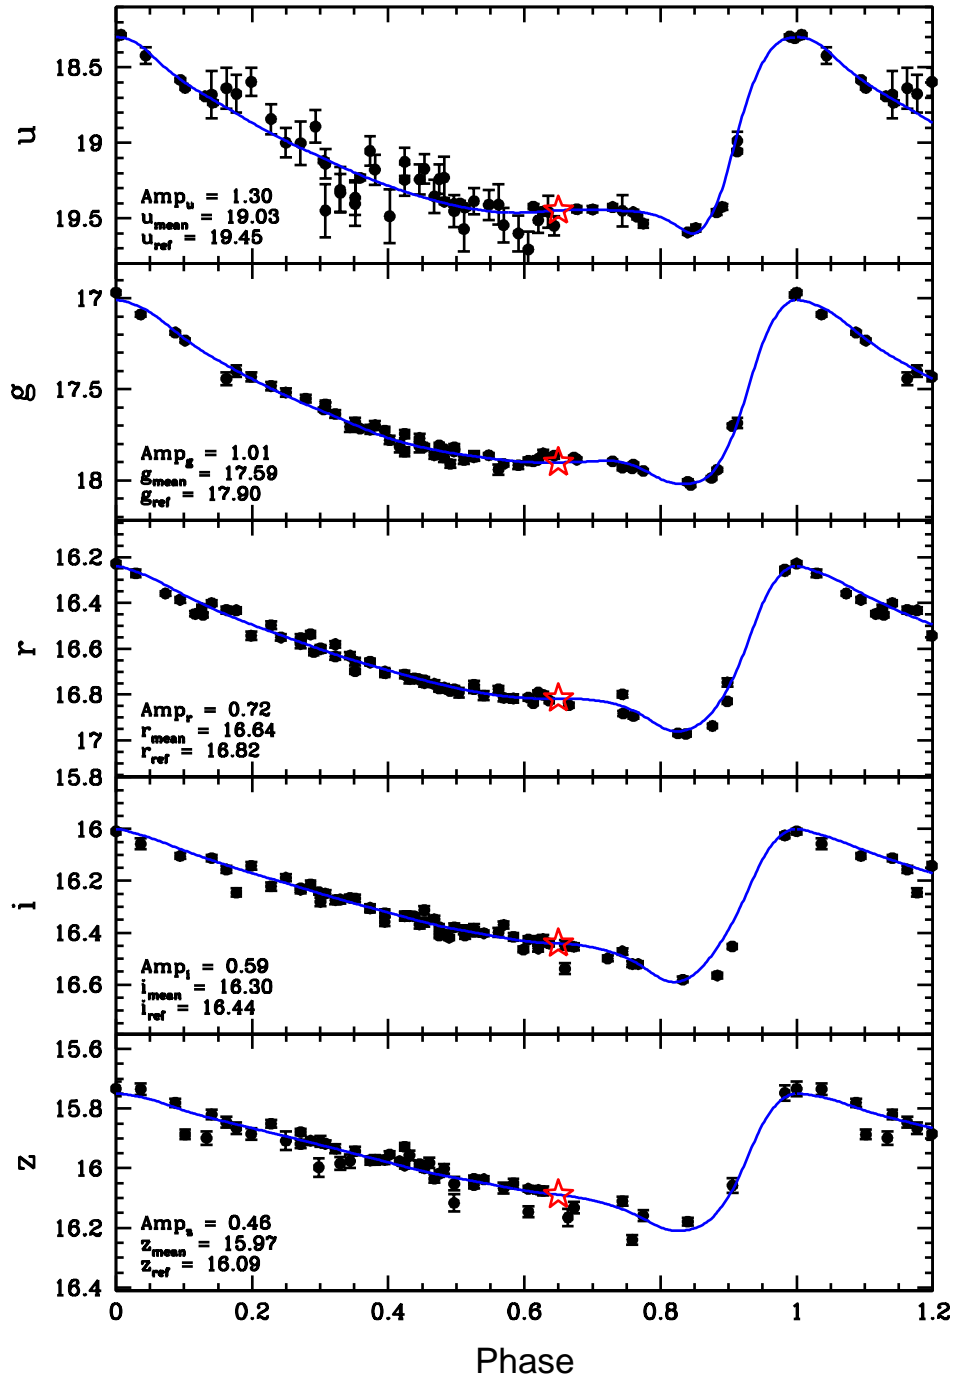 18.5
19
19.5
u
Amp_u = 1.30
u_mean = 19.03
u_ref = 19.45
17
17.5
18
g
Amp_g = 1.01
g_mean = 17.59
g_ref = 17.90
16.2
16.4
16.6
16.8
17
r
Amp_r = 0.72
r_mean = 16.64
r_ref = 16.82
15.8
16
16.2
16.4
16.6
i
Amp_i = 0.59
i_mean = 16.30
i_ref = 16.44
15.6
15.8
16
16.2
16.4
z
Amp_z = 0.46
z_mean = 15.97
z_ref = 16.09
0 0.2 0.4 0.6 0.8 1 1.2
Phase